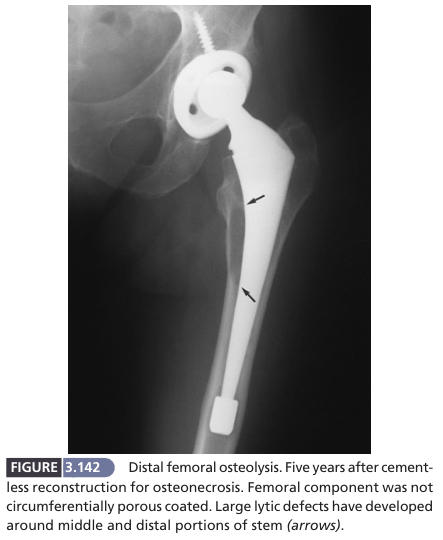 FIGURE 3.142 Distal femoral osteolysis. Five years after cement-
less reconstruction for osteonecrosis. Femoral component was not
circumferentially porous coated. Large lytic defects have developed
around middle and distal portions of stem (arrows).